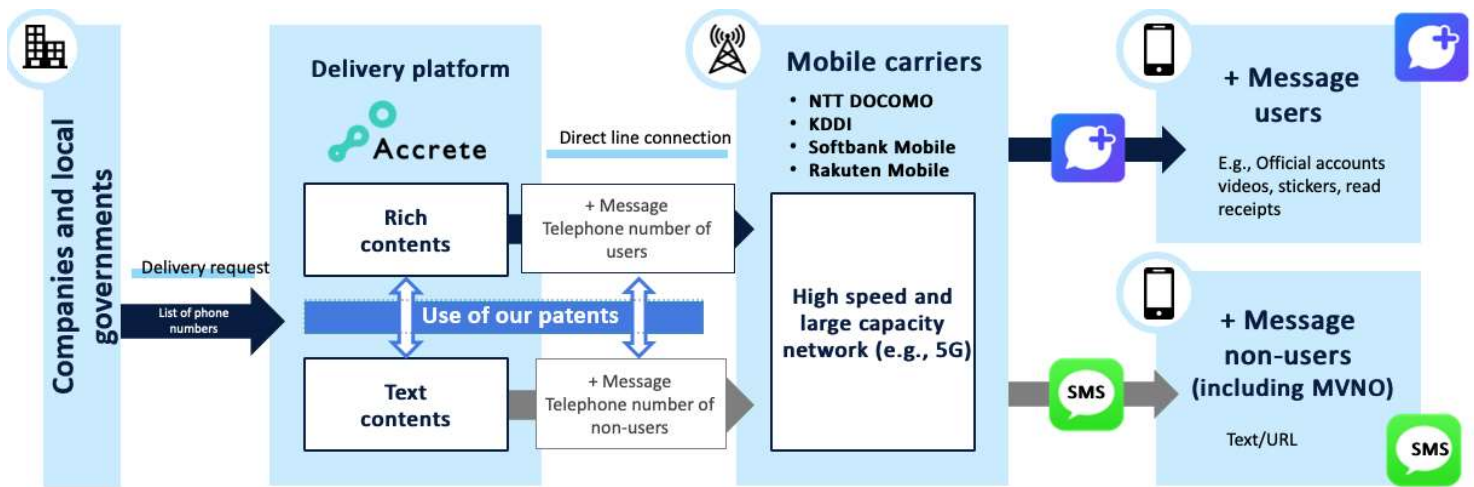 Companies and local
governments
Delivery request
List of phone
numbers
Delivery platform
Accrete
Rich
contents
Use of our patents
Text
contents
Direct line connection
+ Message
Telephone number of
users
+ Message
Telephone number of
non-users
Mobile carriers
• NTT DOCOMO
• KDDI
• Softbank Mobile
• Rakuten Mobile
High speed and
large capacity
network (e.g., 5G)
SMS
+ Message
users
E.g., Official accounts
videos, stickers, read
receipts
+ Message
non-users
(including MVNO)
Text/URL
SMS